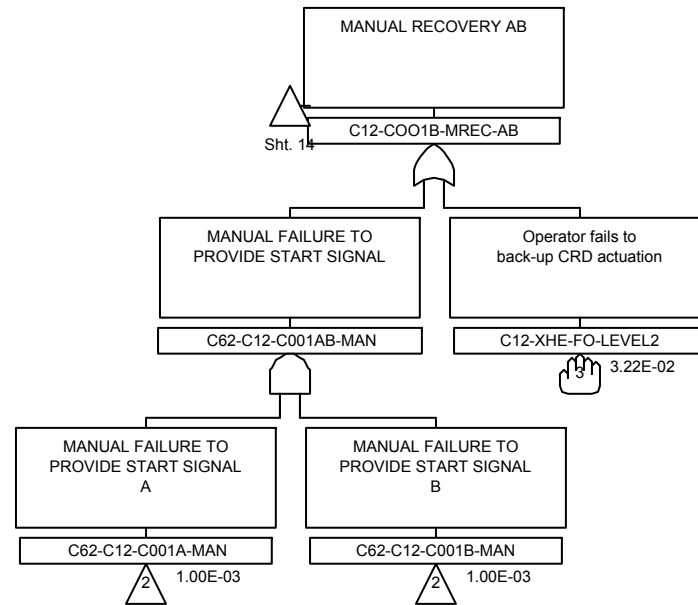 MANUAL RECOVERY AB
C12-COO1B-MREC-AB
Sht. 14
MANUAL FAILURE TO
PROVIDE START SIGNAL
Operator fails to
back-up CRD actuation
C62-C12-C001AB-MAN
C12-XHE-FO-LEVEL2
3
3.22E-02
MANUAL FAILURE TO
PROVIDE START SIGNAL
A
MANUAL FAILURE TO
PROVIDE START SIGNAL
B
C62-C12-C001A-MAN
C62-C12-C001B-MAN
2
1.00E-03
2
1.00E-03